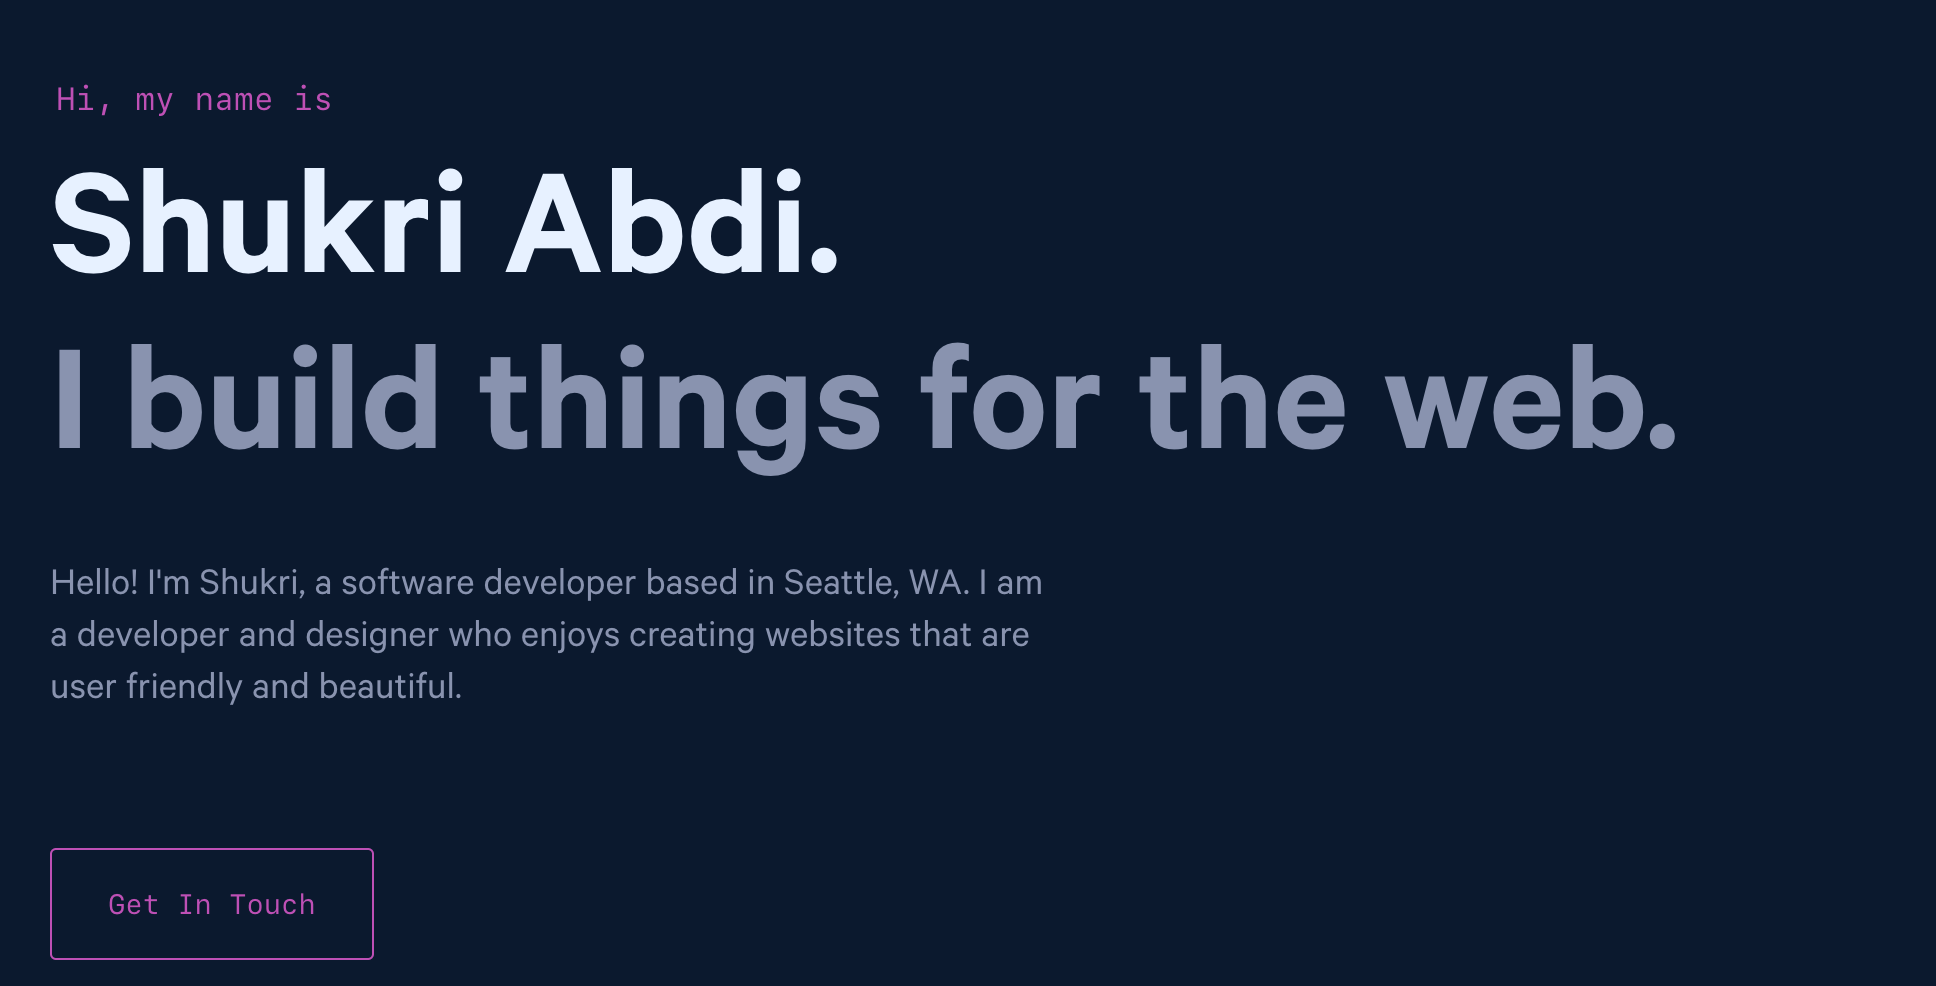 Hi, my name is
Shukri Abdi.
I build things for the web.
Hello! I'm Shukri, a software developer based in Seattle, WA. I am
a developer and designer who enjoys creating websites that are
user friendly and beautiful.
Get In Touch